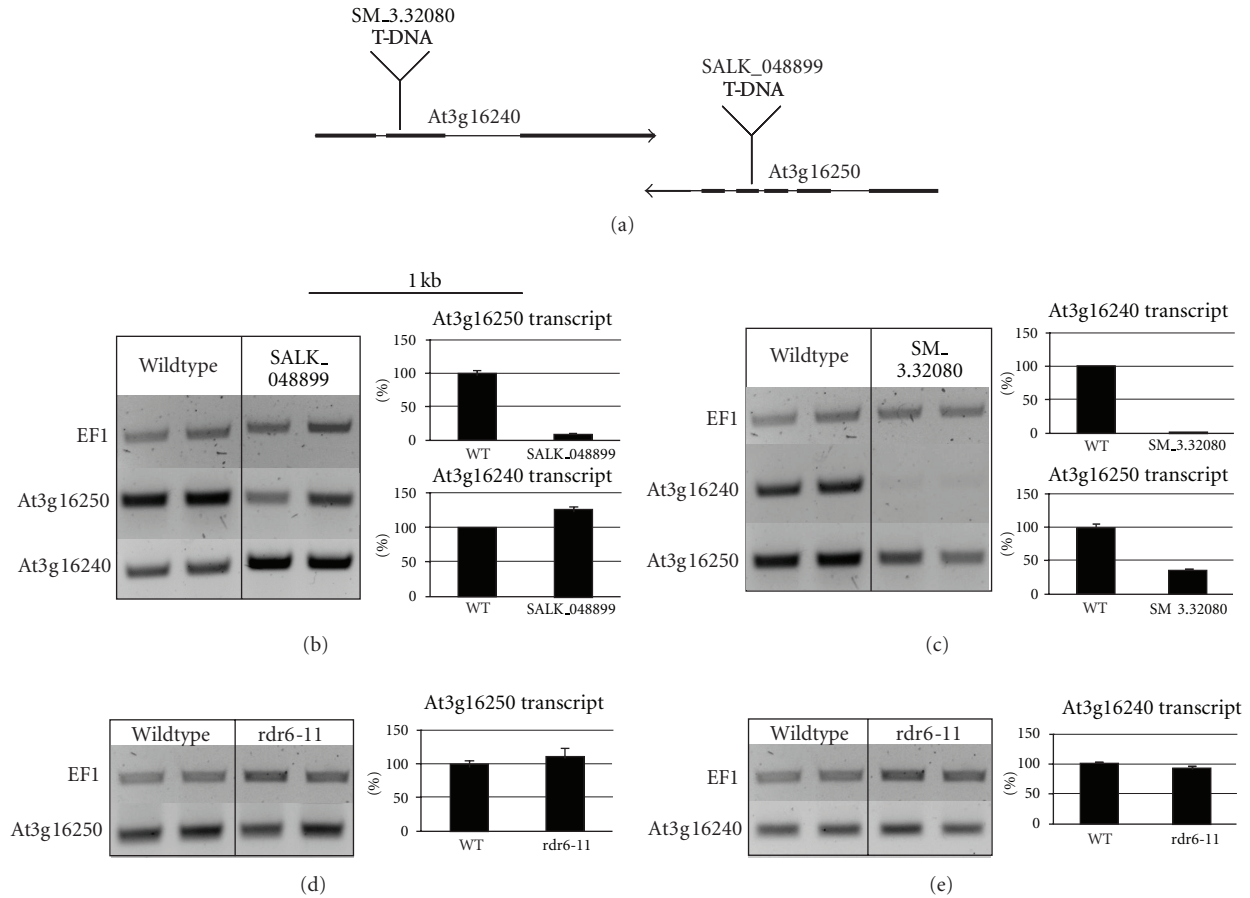 SM_3.32080
T-DNA
At3g16240
SALK_048899
T-DNA
At3g16250
(a)
1 kb
Wildtype
SALK_
048899
EF1
At3g16250
At3g16240
At3g16250 transcript
150
100
50
0
(%)
WT
SALK_048899
At3g16240 transcript
150
100
50
0
(%)
WT
SALK_048899
(b)
Wildtype
SM_
3.32080
EF1
At3g16240
At3g16250
At3g16240 transcript
150
100
50
0
(%)
WT
SM_3.32080
At3g16250 transcript
150
100
50
0
(%)
WT
SM 3.32080
(c)
Wildtype
rdr6-11
EF1
At3g16250
At3g16250 transcript
150
100
50
0
(%)
WT
rdr6-11
(d)
Wildtype
rdr6-11
EF1
At3g16240
At3g16240 transcript
150
100
50
0
(%)
WT
rdr6-11
(e)